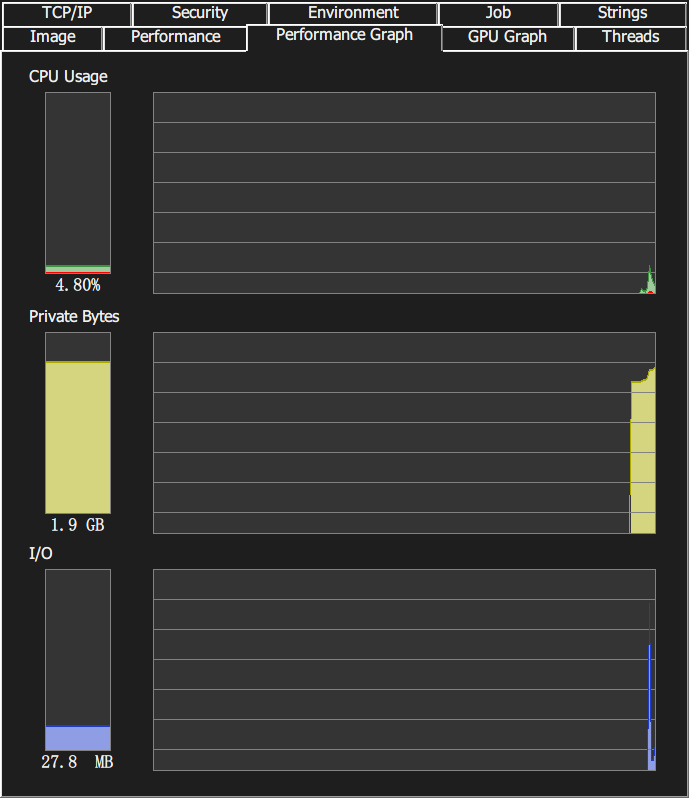 TCP/IP Security Environment Job Strings
Image Performance Performance Graph GPU Graph Threads
CPU Usage
4.80%
Private Bytes
1.9 GB
I/O
27.8 MB